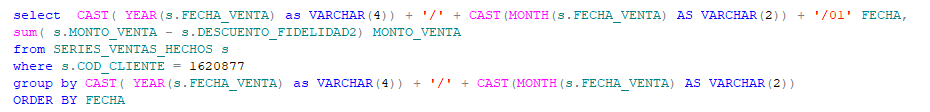 select  CAST( YEAR(s.FECHA_VENTA) as VARCHAR(4)) + '/' + CAST(MONTH(s.FECHA_VENTA) AS VARCHAR(2)) + '/01' FECHA,
sum( s.MONTO_VENTA - s.DESCUENTO_FIDELIDAD2) MONTO_VENTA
from SERIES_VENTAS_HECHOS s
where s.COD_CLIENTE = 1620877
group by CAST( YEAR(s.FECHA_VENTA) as VARCHAR(4)) + '/' + CAST(MONTH(s.FECHA_VENTA) AS VARCHAR(2))
ORDER BY FECHA